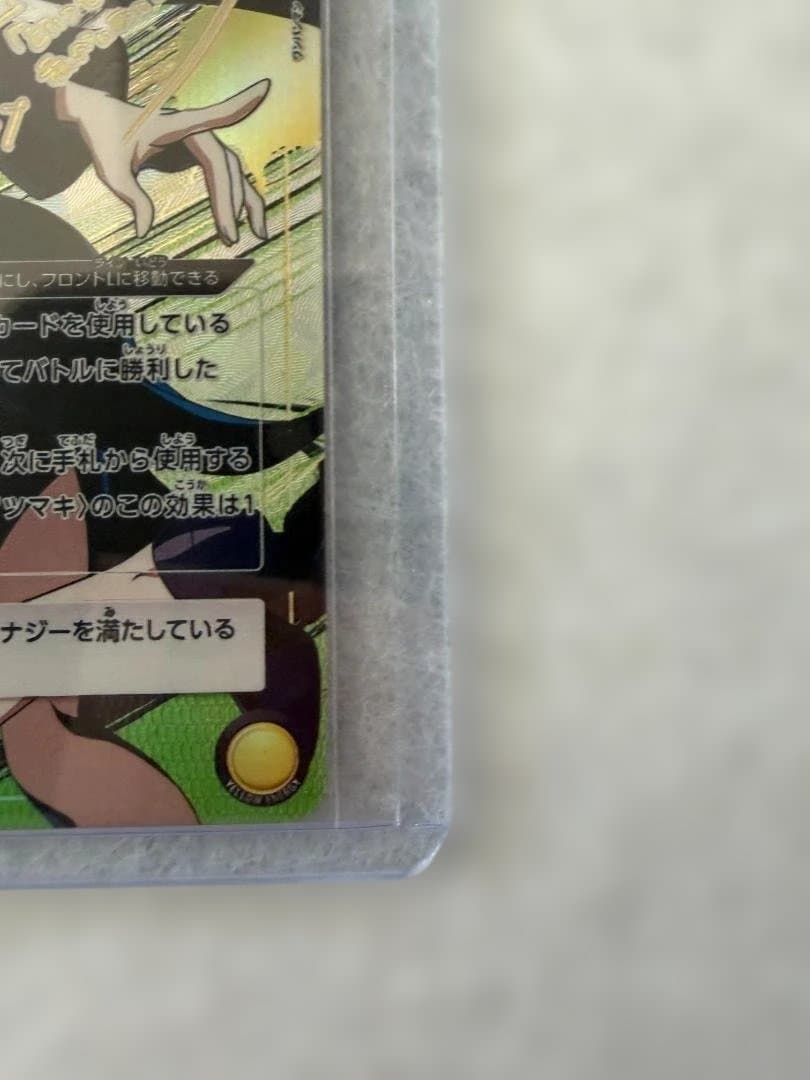 にし、フロントLに移動できる
カードを使用している
てバトルに勝利した
次に手札から使用する
ツマキ〉のこの効果は1
ナジーを満たしている
YELLOW ENERGY